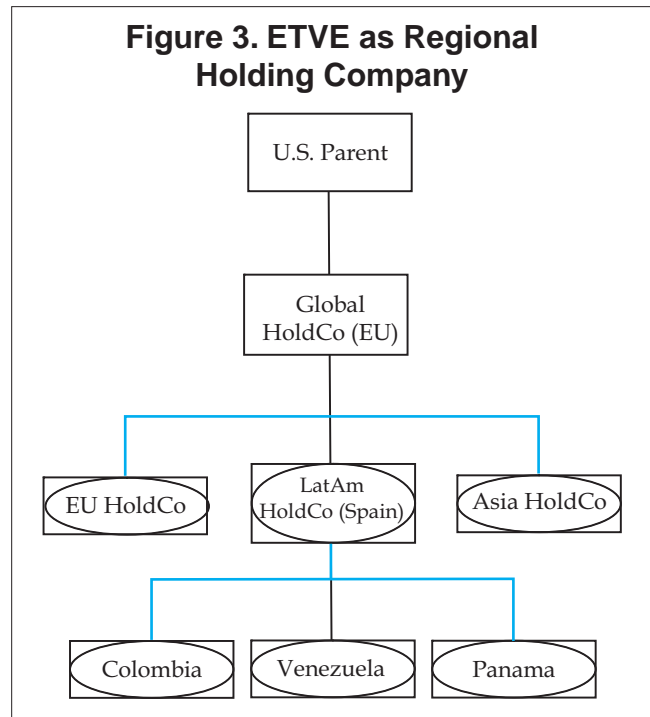 Figure 3. ETVE as Regional
Holding Company
U.S. Parent
Global
HoldCo (EU)
EU HoldCo
LatAm
HoldCo (Spain)
Asia HoldCo
Colombia
Venezuela
Panama